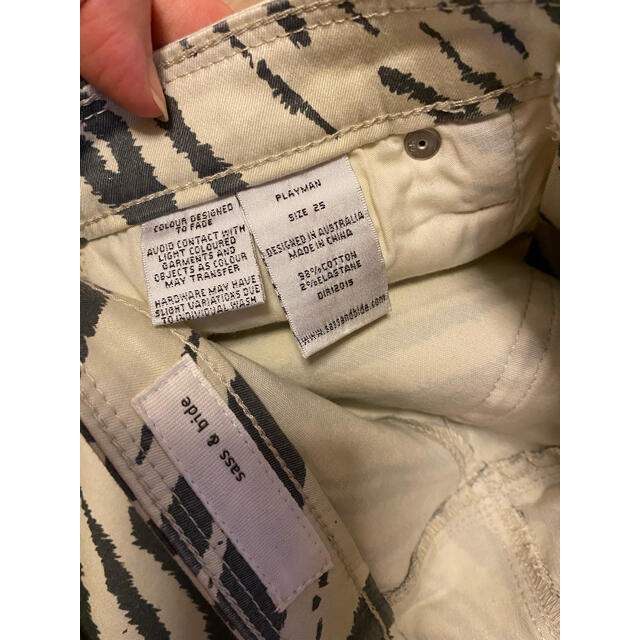 COLOUR DESIGNED
TO FADE
AVOID CONTACT WITH
LIGHT COLOURED
GARMENTS AND
OBJECTS AS COLOUR
MAY TRANSFER
HARDWARE MAY HAVE
SLIGHT VARIATIONS DUE
TO INDIVIDUAL WASH
PLAYMAN
SIZE 25
DESIGNED IN AUSTRALIA
MADE IN CHINA
98%COTTON
2%ELASTANE
DIR12015
www.sassandbide.com
sass & bide